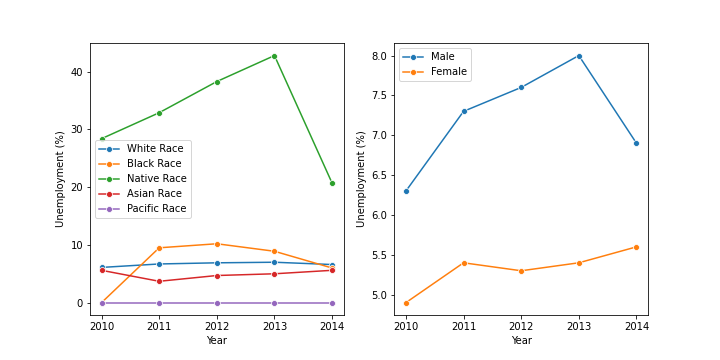 40
30
20
10
0
Unemployment (%)
White Race
Black Race
Native Race
Asian Race
Pacific Race
2010 2011 2012 2013 2014
Year
8.0
7.5
7.0
6.5
6.0
5.5
5.0
Unemployment (%)
Male
Female
2010 2011 2012 2013 2014
Year